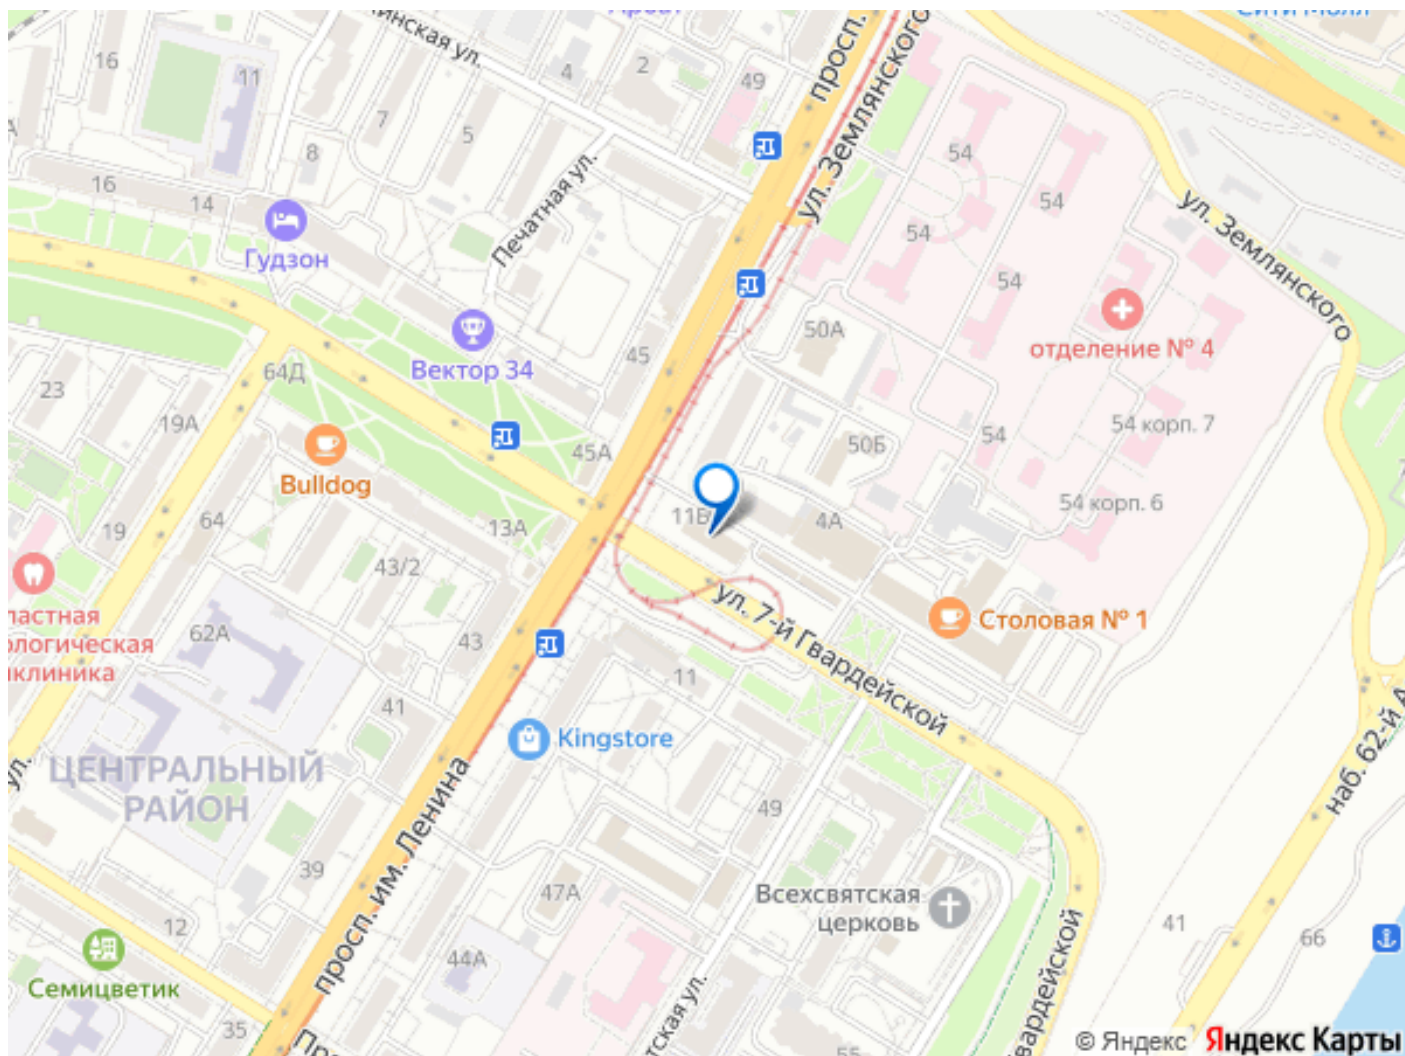 Сити Молл
просп.
ул. Землянского
16
11
4
2
49
7
5
8
54
16
14
Печатная ул.
54
ул. Землянского
54
Гудзон
54
50А
отделение № 4
45
64Д
Вектор 34
23
19А
54 корп. 7
54
50Б
45А
Bulldog
54 корп. 6
19
64
13А
11Б
4А
43/2
ул. 7-й Гвардейской
Столовая № 1
62А
43
11
41
Kingstore
ЦЕНТРАЛЬНЫЙ
РАЙОН
ул.
просп. им. Ленина
наб. 62-й А
49
39
47А
Всехсвятская
церковь
12
41
66
44А
Семицветик
35
55
© Яндекс Яндекс Карты